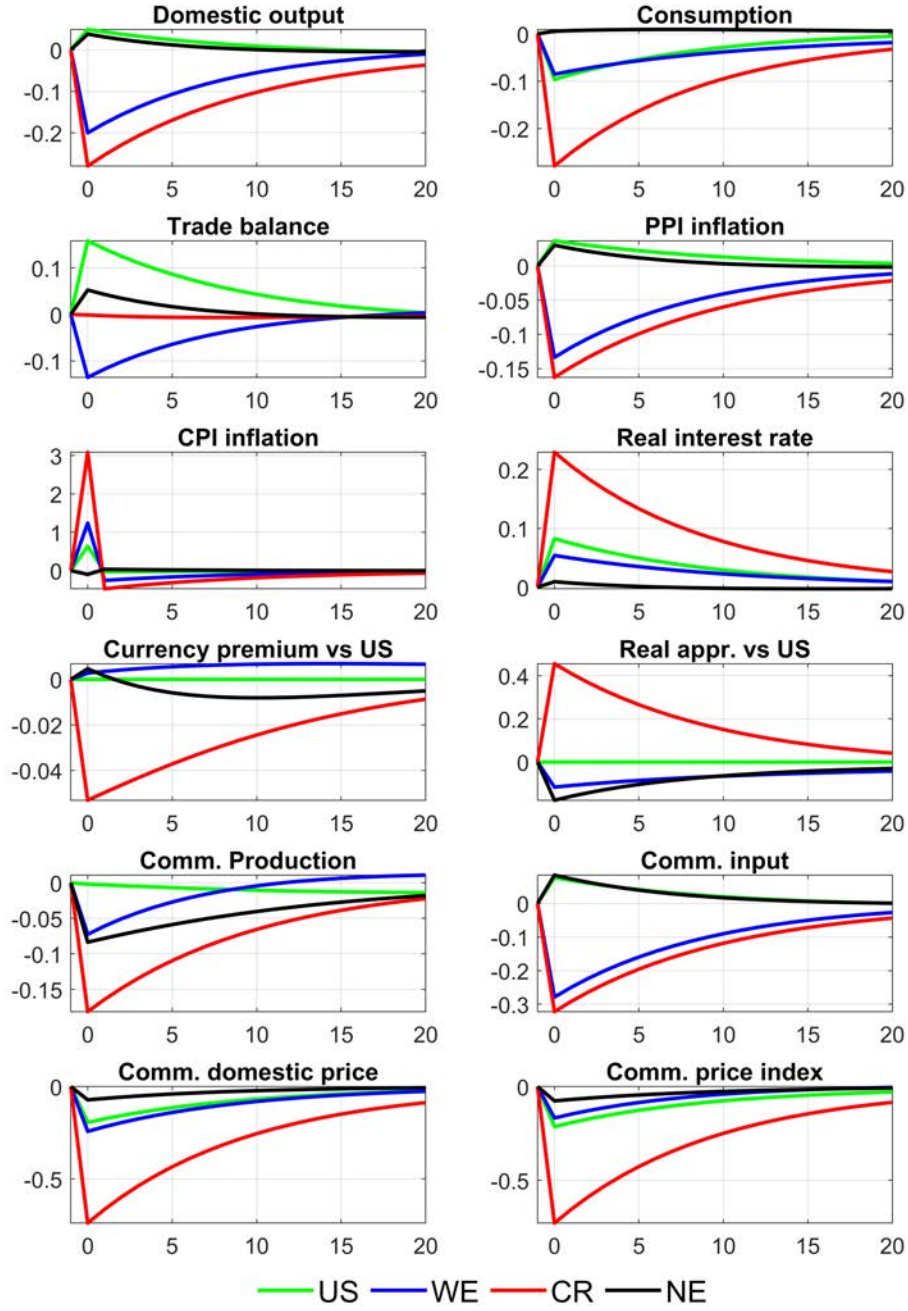 Domestic output Consumption
0 0
-0.1 -0.1
-0.2 -0.2
0 5 10 15 20 0 5 10 15 20
Trade balance PPI inflation
0.1 0
0 -0.05
-0.1 -0.1
-0.15
0 5 10 15 20 0 5 10 15 20
CPI inflation Real interest rate
3 0.2
2 0.1
1 0
0
0 5 10 15 20 0 5 10 15 20
Currency premium vs US Real appr. vs US
0 0.4
-0.02 0.2
-0.04 0
0 5 10 15 20 0 5 10 15 20
Comm. Production Comm. input
0 0
-0.05 -0.1
-0.1 -0.2
-0.15 -0.3
0 5 10 15 20 0 5 10 15 20
Comm. domestic price Comm. price index
0 0
-0.5 -0.5
0 5 10 15 20 0 5 10 15 20
US WE CR NE